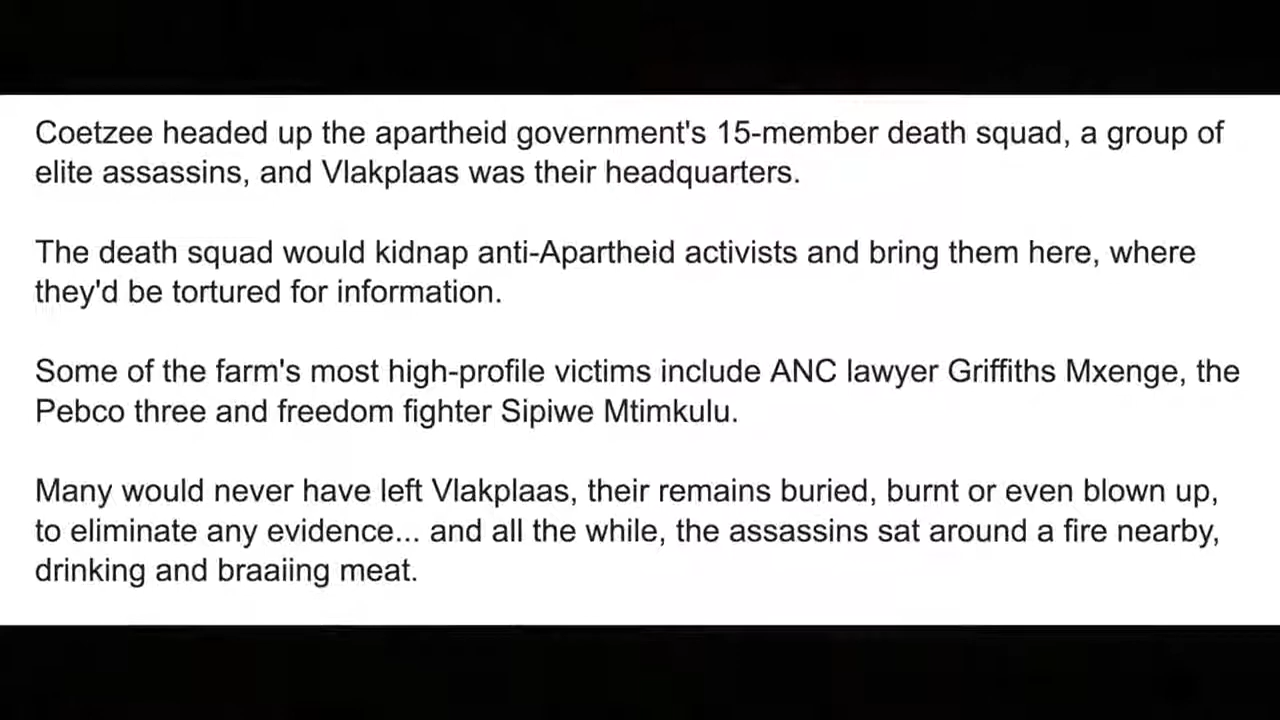 Coetzee headed up the apartheid government's 15-member death squad, a group of
elite assassins, and Vlakplaas was their headquarters.
The death squad would kidnap anti-Apartheid activists and bring them here, where
they'd be tortured for information.
Some of the farm's most high-profile victims include ANC lawyer Griffiths Mxenge, the
Pebco three and freedom fighter Sipiwe Mtimkulu.
Many would never have left Vlakplaas, their remains buried, burnt or even blown up,
to eliminate any evidence... and all the while, the assassins sat around a fire nearby,
drinking and braaiing meat.